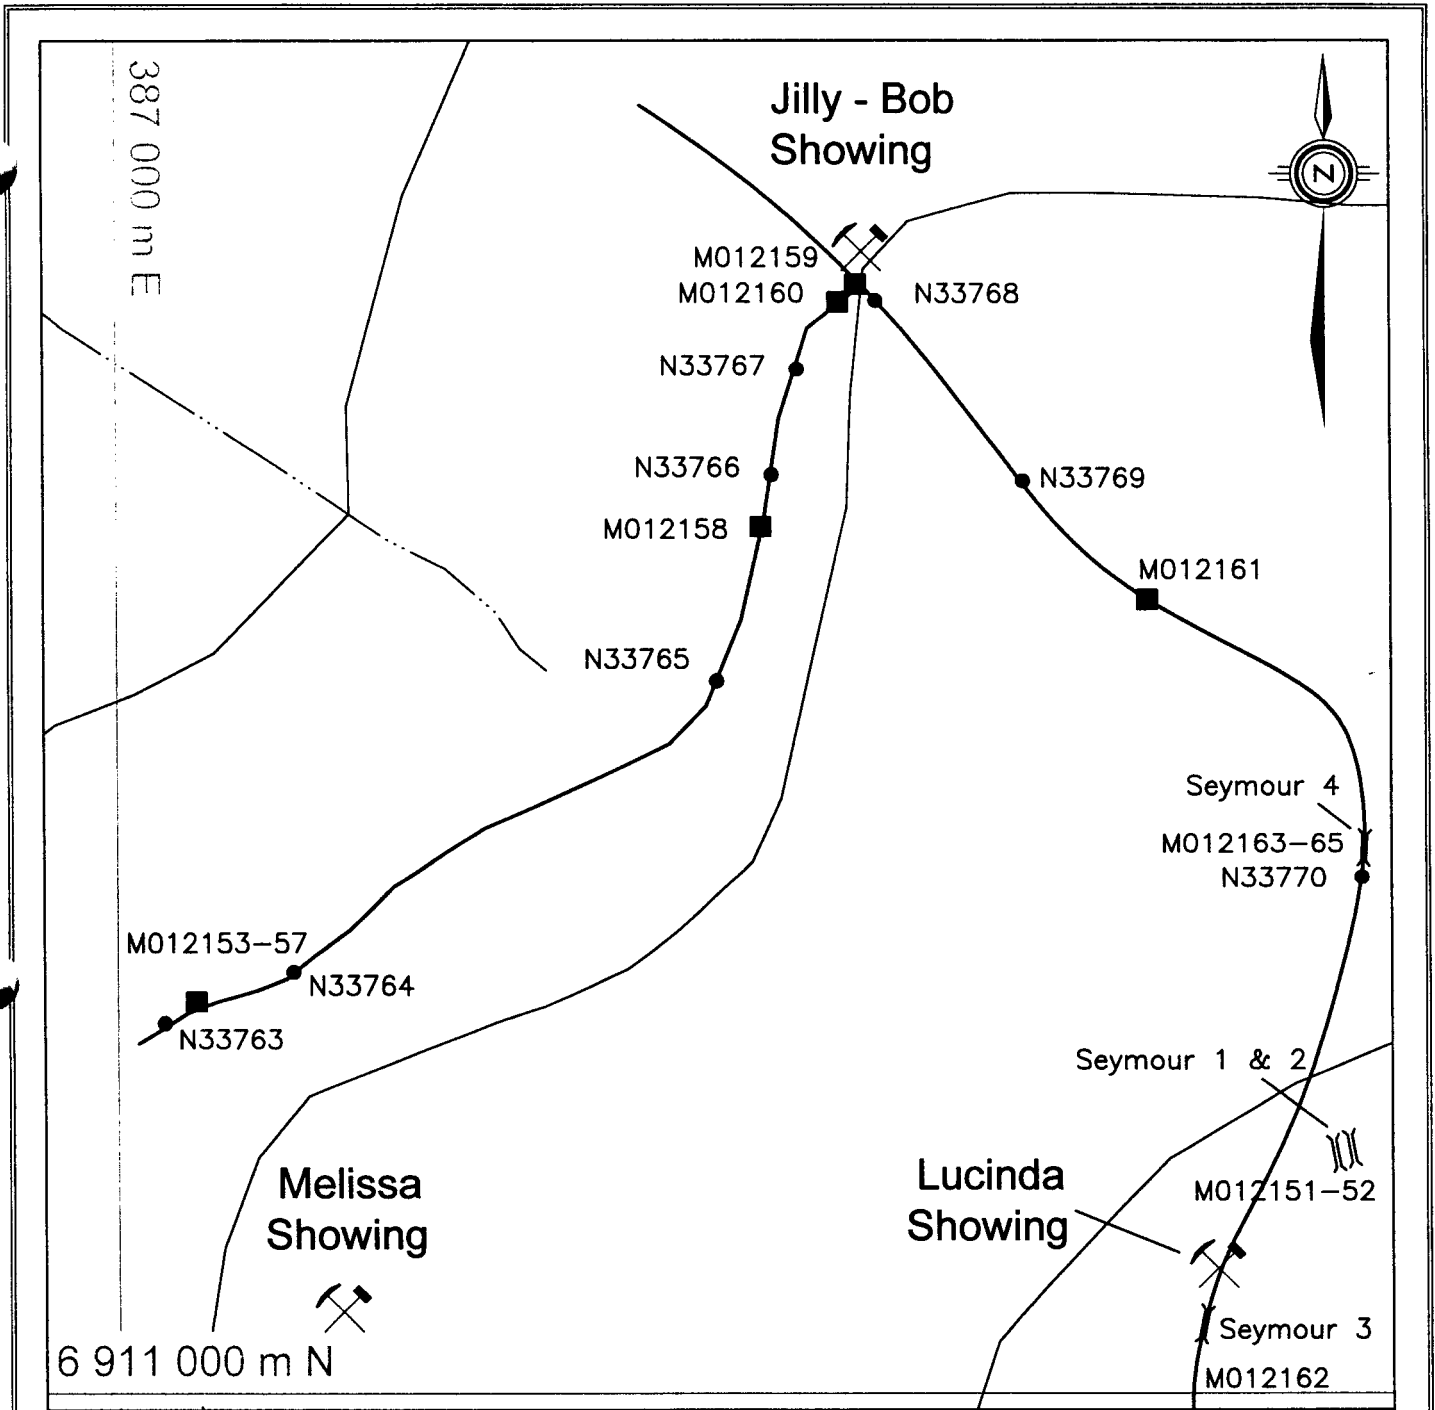 387 000 m E
Jilly - Bob
Showing
N
M012159
M012160
N33768
N33767
N33766
N33769
M012158
M012161
N33765
Seymour 4
M012163-65
N33770
M012153-57
N33764
N33763
Seymour 1 & 2
Melissa
Showing
Lucinda
Showing
M012151-52
Seymour 3
6 911 000 m N
M012162